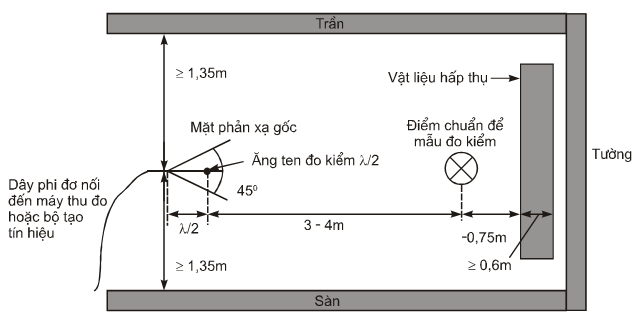 Trần
≥ 1,35m
Vật liệu hấp thụ
Mặt phản xạ gốc
Điểm chuẩn để
mẫu đo kiểm
Tường
Ăng ten đo kiểm λ/2
Dây phi đơ nối
đến máy thu đo
hoặc bộ tạo
tín hiệu
45⁰
λ/2
3 - 4m
-0,75m
≥ 1,35m
≥ 0,6m
Sàn